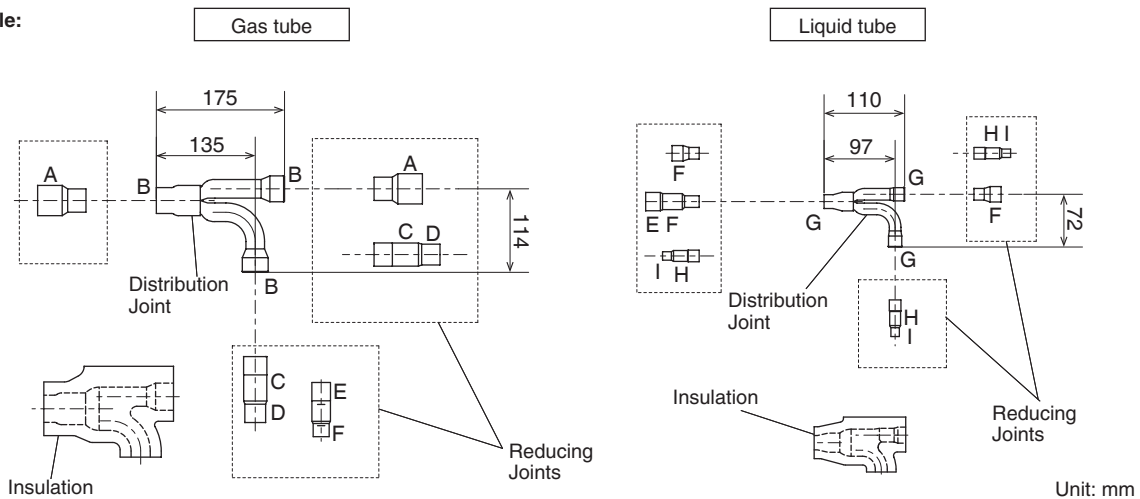 le:
Gas tube
Liquid tube
175
135
A
B
B
A
C D
114
B
Distribution
Joint
C
D
E
F
Insulation
Reducing
Joints
110
97
F
E F
I H
G
G
G
H I
F
72
Distribution
Joint
H
I
Insulation
Reducing
Joints
Unit: mm